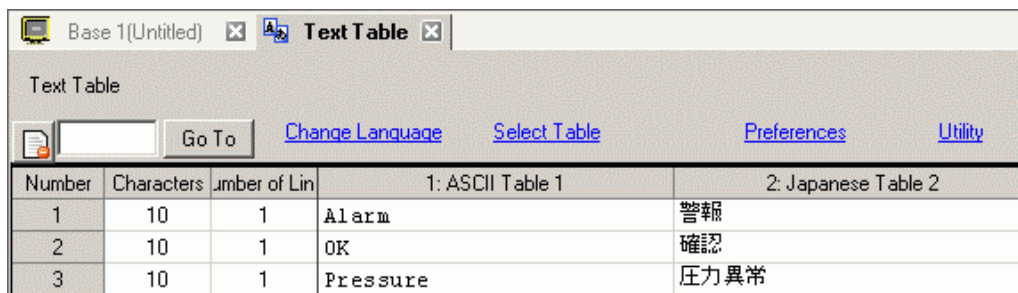 Base 1(Untitled) Text Table
Text Table
Go To Change Language Select Table Preferences Utility
Number Characters umber of Lin 1: ASCII Table 1 2: Japanese Table 2
1 10 1 Alarm 警報
2 10 1 OK 確認
3 10 1 Pressure 圧力異常